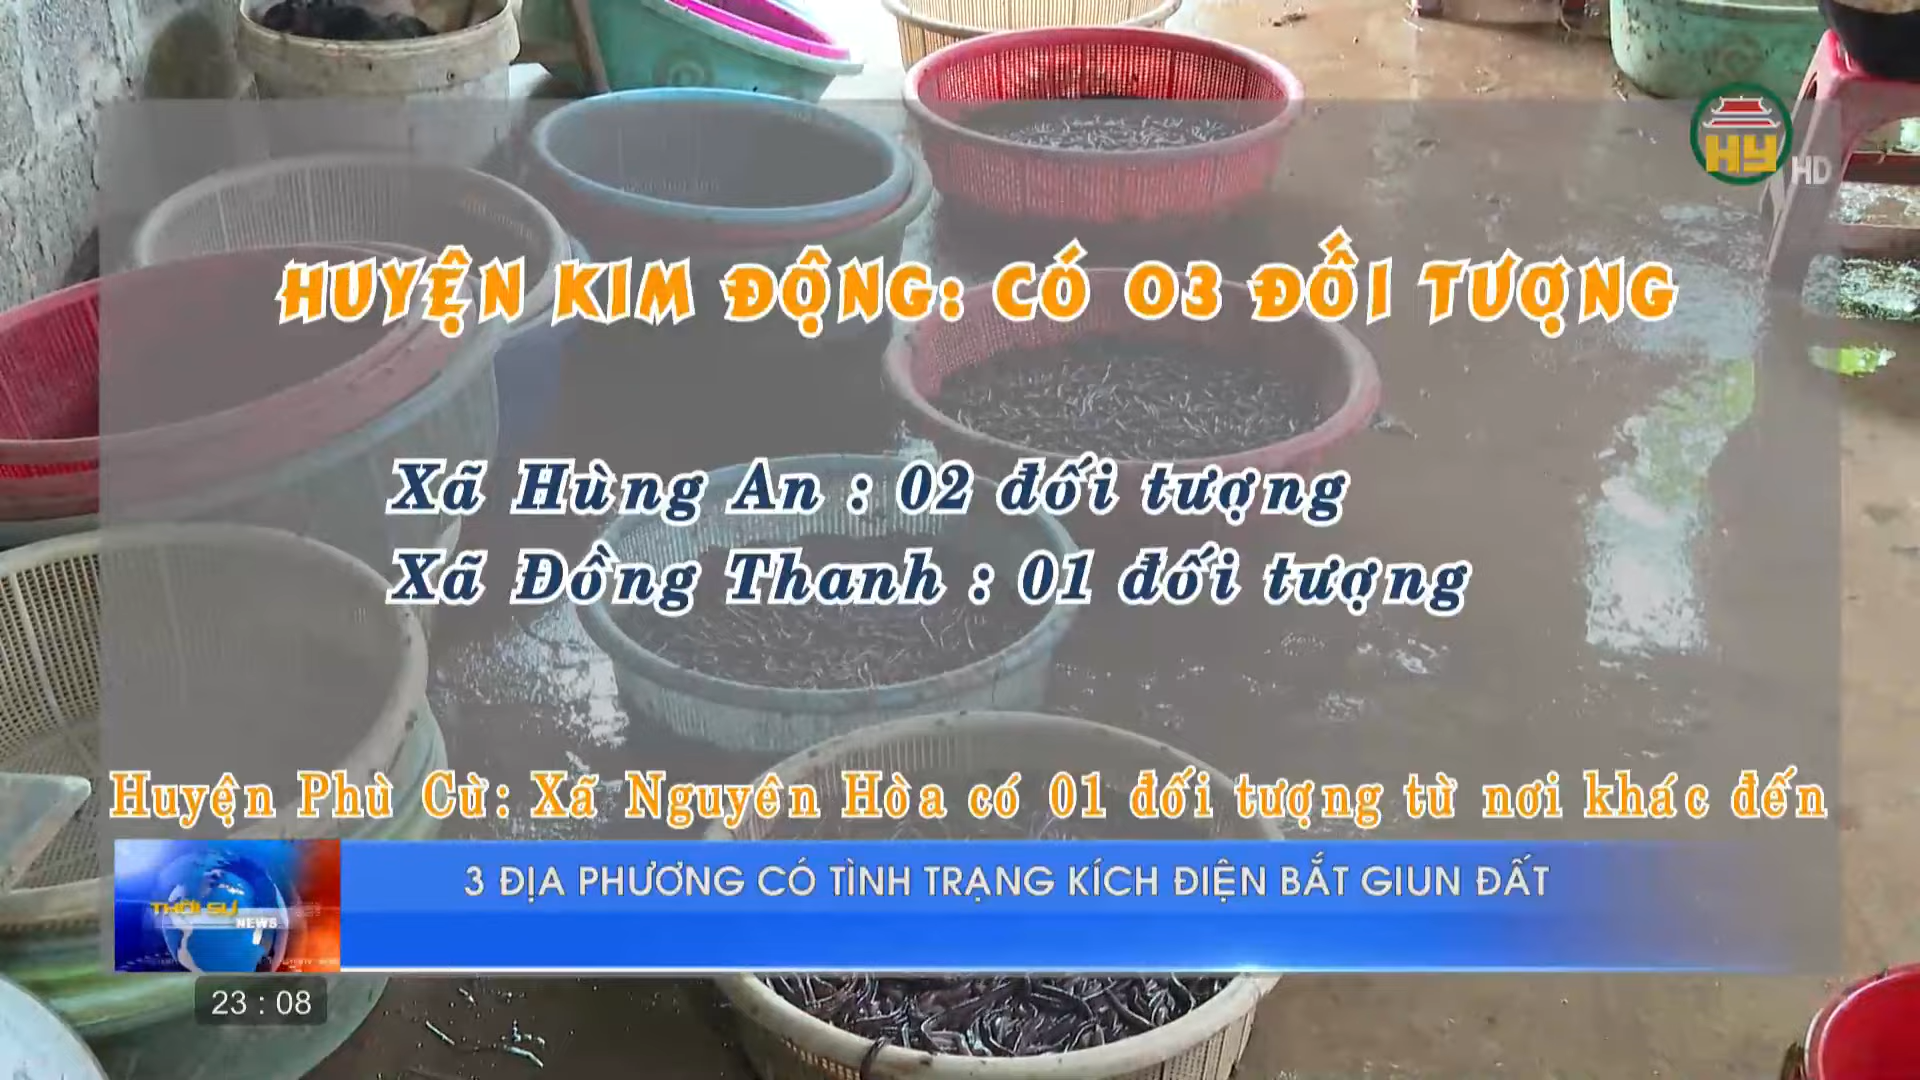 HY HD
HUYỆN KIM ĐỘNG: CÓ 03 ĐỐI TƯỢNG
Xã Hùng An : 02 đối tượng
Xã Đồng Thanh : 01 đối tượng
Huyện Phù Cừ: Xã Nguyên Hòa có 01 đối tượng từ nơi khác đến
3 ĐỊA PHƯƠNG CÓ TÌNH TRẠNG KÍCH ĐIỆN BẮT GIUN ĐẤT
THỜI SỰ
NEWS
23 : 08